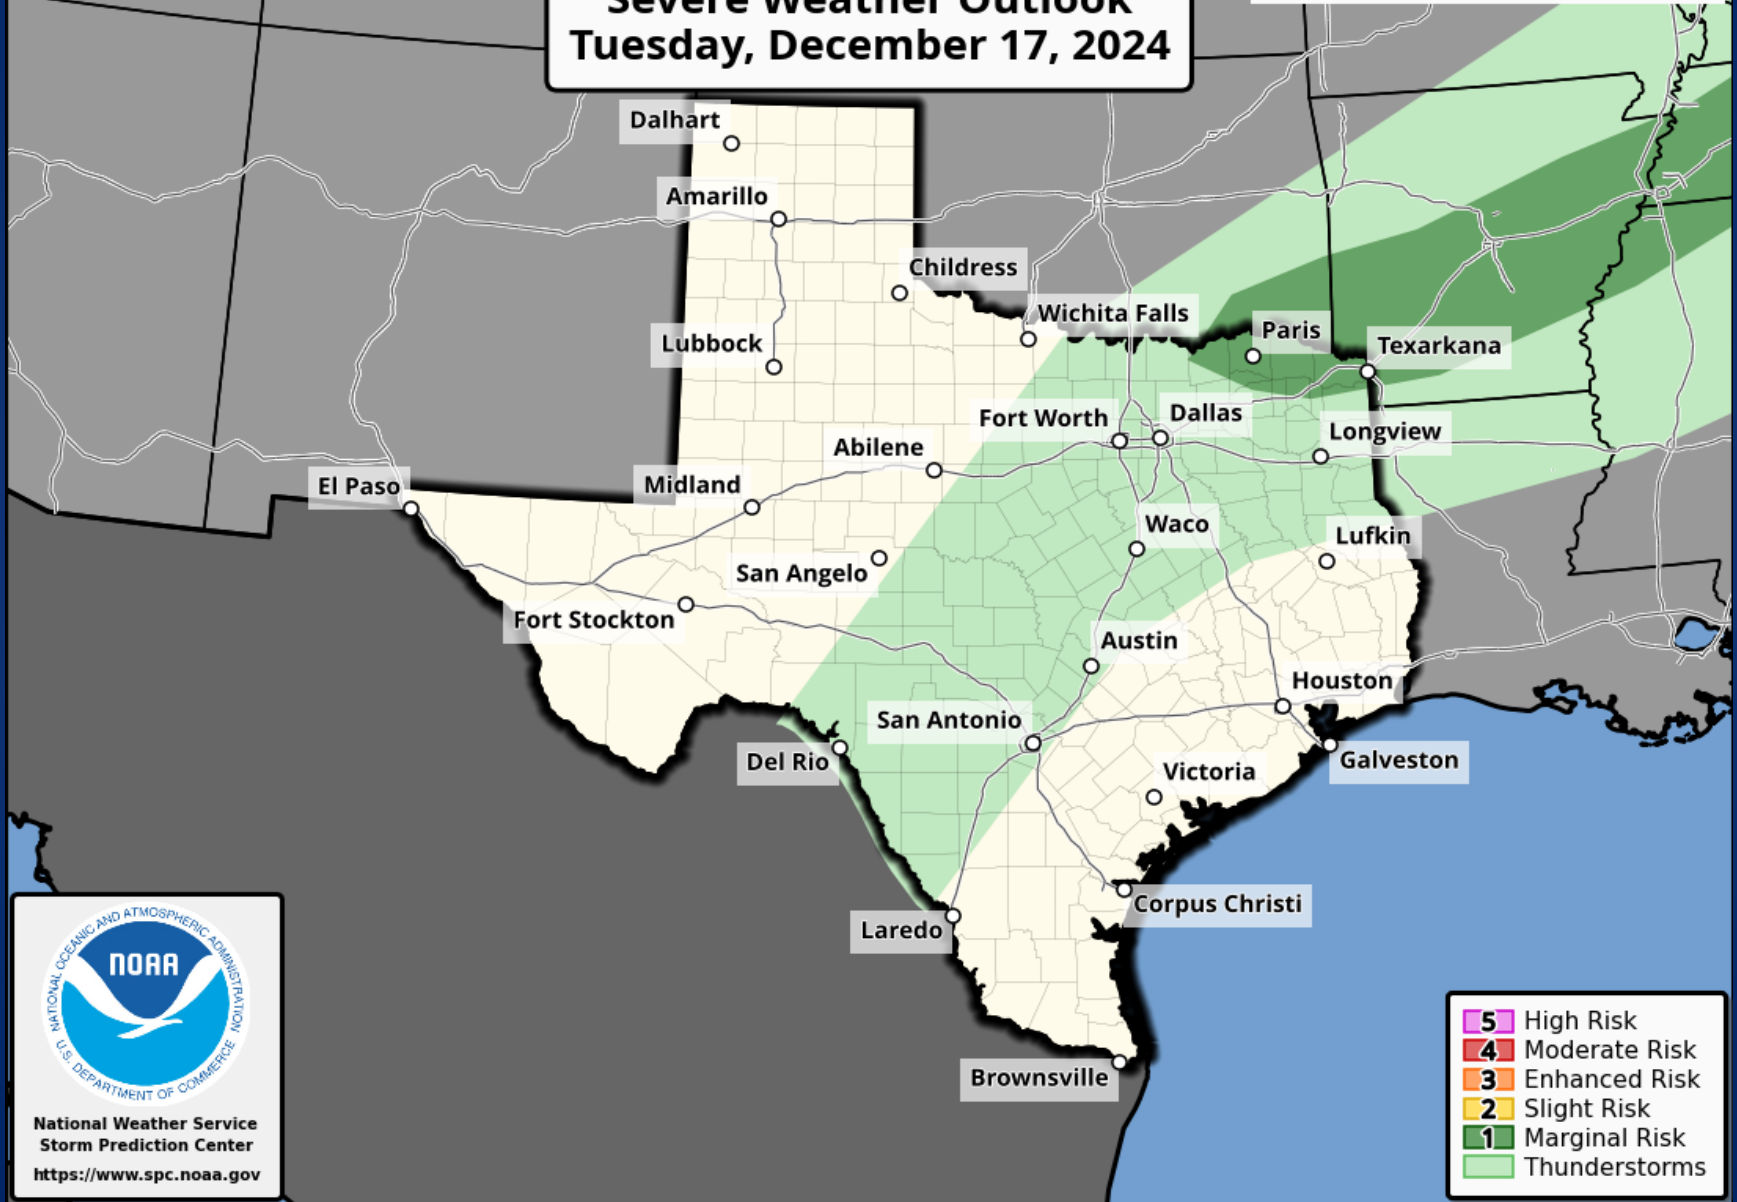 Severe Weather Outlook
Tuesday, December 17, 2024
Dalhart
Amarillo
Childress
Wichita Falls
Paris
Lubbock
Texarkana
Fort Worth
Dallas
Longview
Abilene
El Paso
Midland
Waco
Lufkin
San Angelo
Fort Stockton
Austin
Houston
San Antonio
Del Rio
Galveston
Victoria
Corpus Christi
Laredo
Brownsville
NATIONAL OCEANIC AND ATMOSPHERIC ADMINISTRATION
NOAA
U.S. DEPARTMENT OF COMMERCE
National Weather Service
Storm Prediction Center
https://www.spc.noaa.gov
5 High Risk
4 Moderate Risk
3 Enhanced Risk
2 Slight Risk
1 Marginal Risk
Thunderstorms